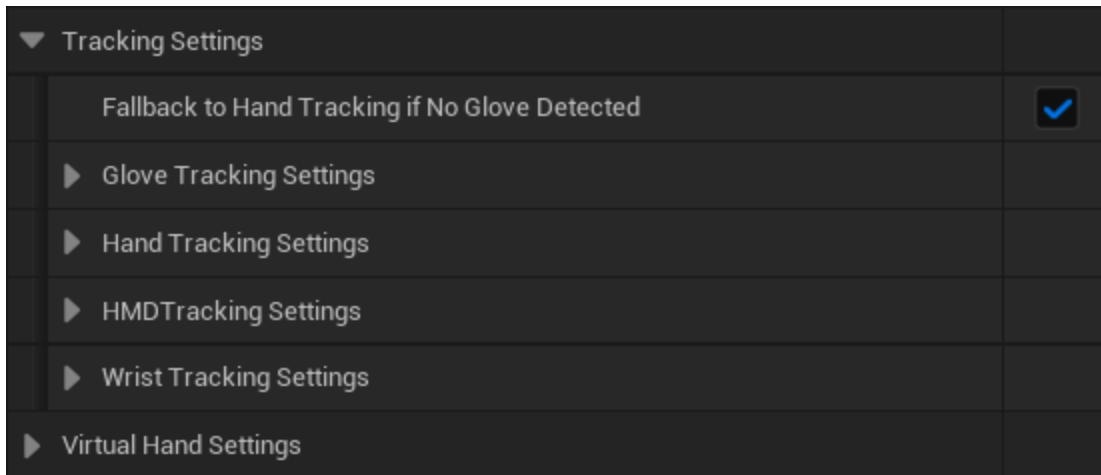 Tracking Settings
Fallback to Hand Tracking if No Glove Detected
Glove Tracking Settings
Hand Tracking Settings
HMDTracking Settings
Wrist Tracking Settings
Virtual Hand Settings